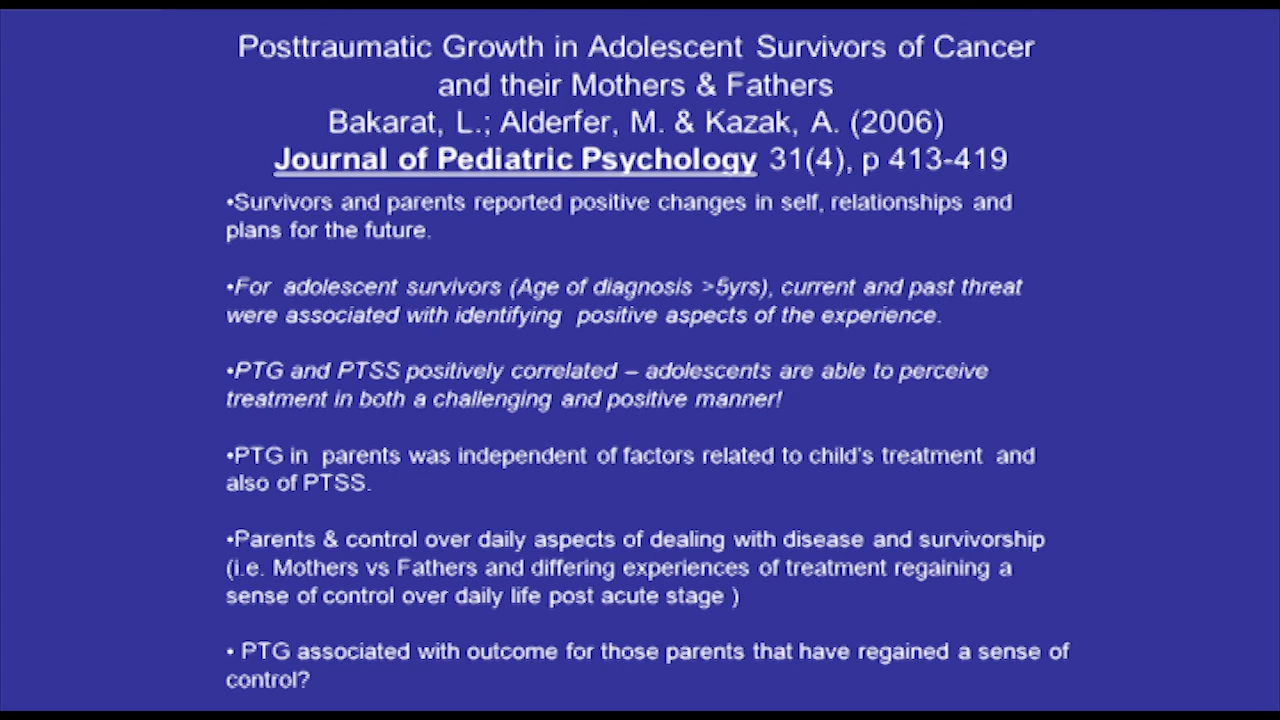 Posttraumatic Growth in Adolescent Survivors of Cancer
and their Mothers & Fathers
Bakarat, L.; Alderfer, M. & Kazak, A. (2006)
Journal of Pediatric Psychology 31(4), p 413-419
•Survivors and parents reported positive changes in self, relationships and
plans for the future.
•For adolescent survivors (Age of diagnosis >5yrs), current and past threat
were associated with identifying positive aspects of the experience.
•PTG and PTSS positively correlated – adolescents are able to perceive
treatment in both a challenging and positive manner!
•PTG in parents was independent of factors related to child's treatment and
also of PTSS.
•Parents & control over daily aspects of dealing with disease and survivorship
(i.e. Mothers vs Fathers and differing experiences of treatment regaining a
sense of control over daily life post acute stage )
• PTG associated with outcome for those parents that have regained a sense of
control?